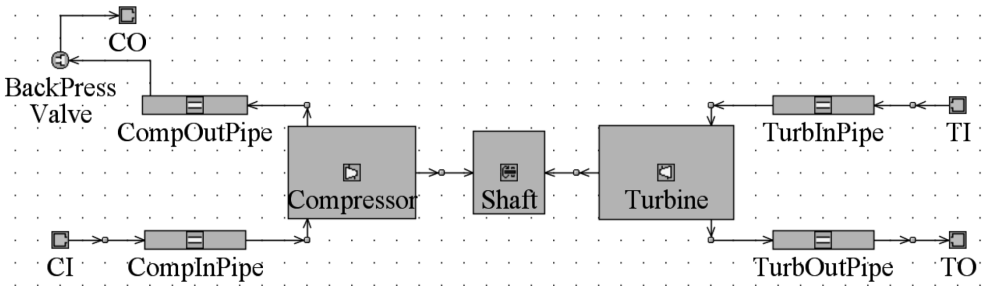 CO
BackPress
Valve
CompOutPipe
TurbInPipe
TI
Compressor
Shaft
Turbine
CI
CompInPipe
TurbOutPipe
TO